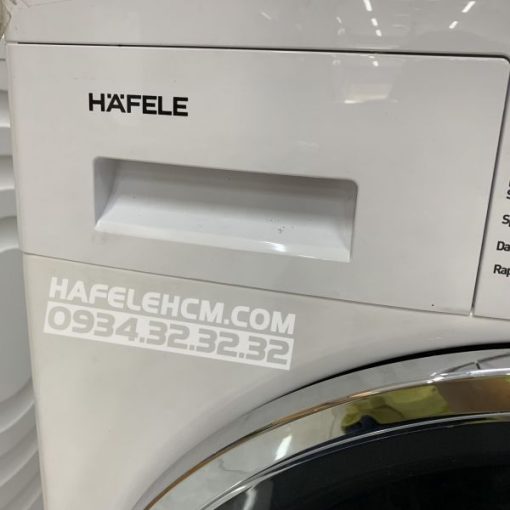 HÄFELE
Da
Rap
HAFELEHCM.COM
0934.32.32.32